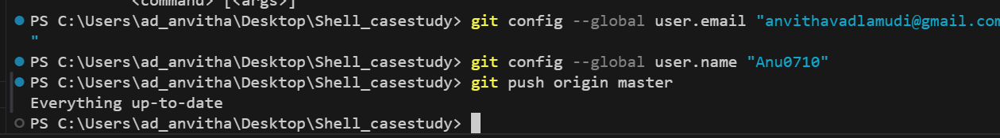 <command> [<args>]
PS C:\Users\ad_anvitha\Desktop\Shell_casestudy> git config --global user.email "anvithavadlamudi@gmail.com
"
PS C:\Users\ad_anvitha\Desktop\Shell_casestudy> git config --global user.name "Anu0710"
PS C:\Users\ad_anvitha\Desktop\Shell_casestudy> git push origin master
Everything up-to-date
PS C:\Users\ad_anvitha\Desktop\Shell_casestudy>